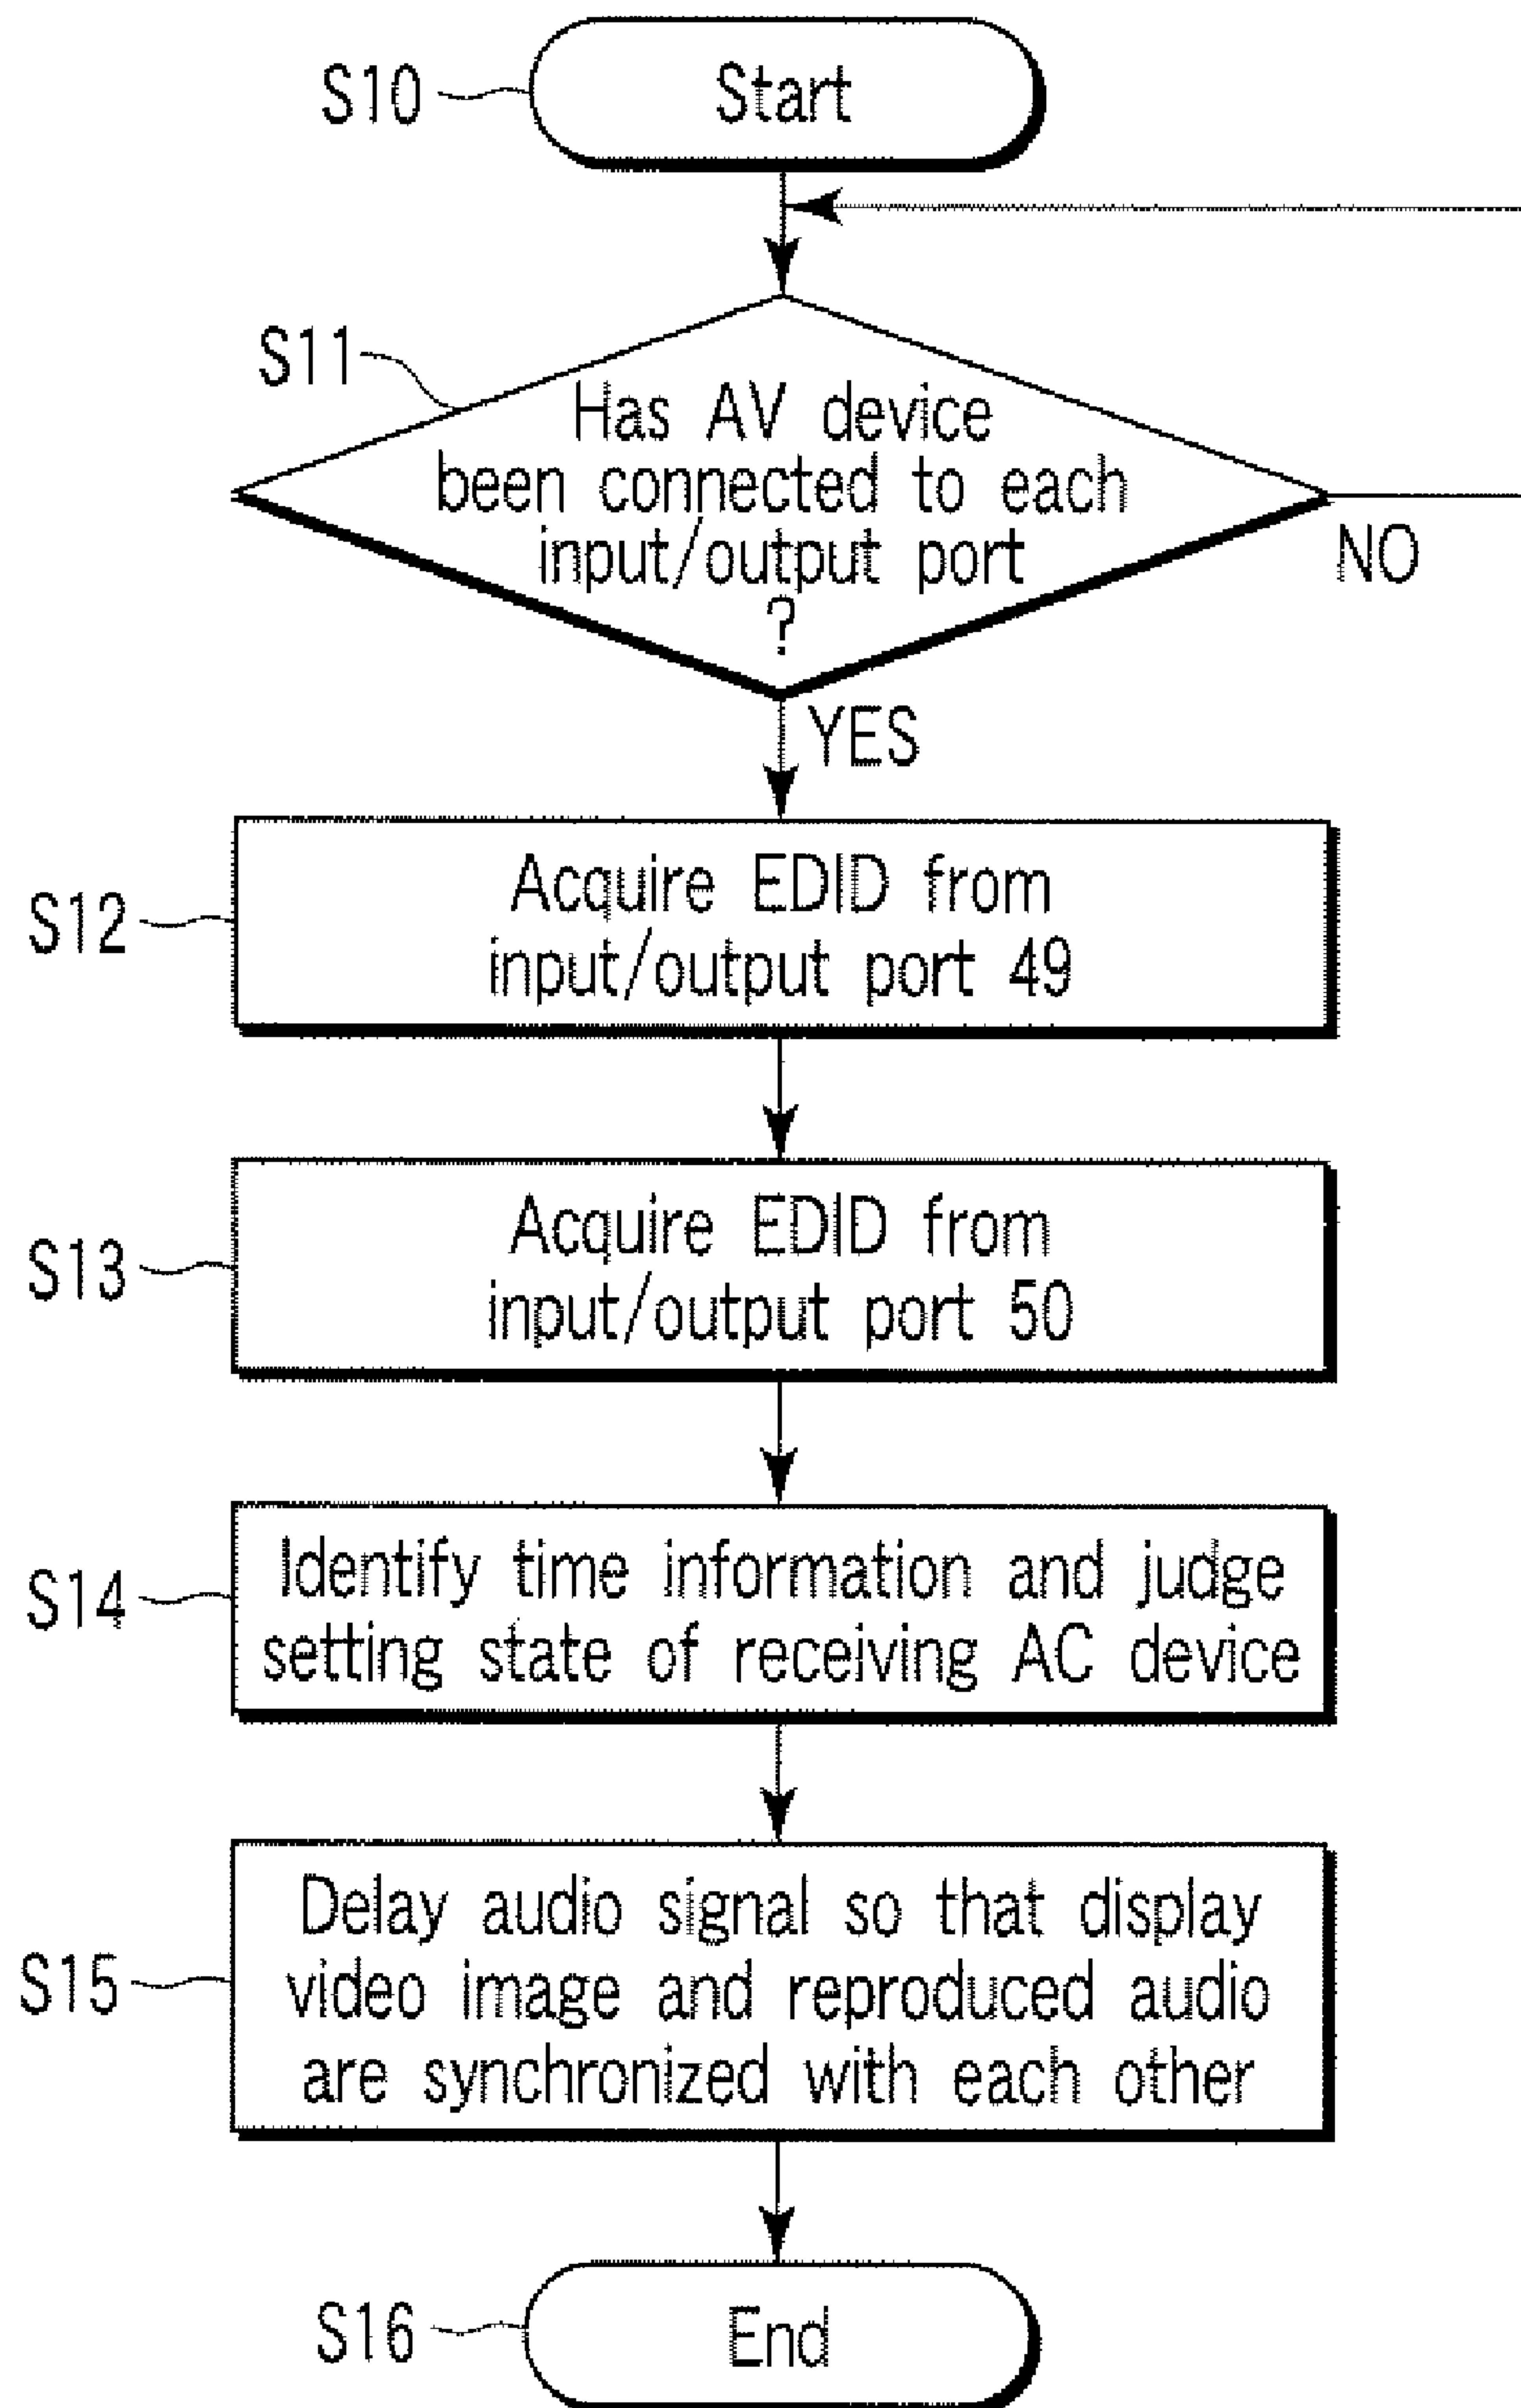 S10
Start
S11
Has AV device
been connected to each
input/output port
?
NO
YES
S12
Acquire EDID from
input/output port 49
S13
Acquire EDID from
input/output port 50
S14
Identify time information and judge
setting state of receiving AC device
S15
Delay audio signal so that display
video image and reproduced audio
are synchronized with each other
S16
End